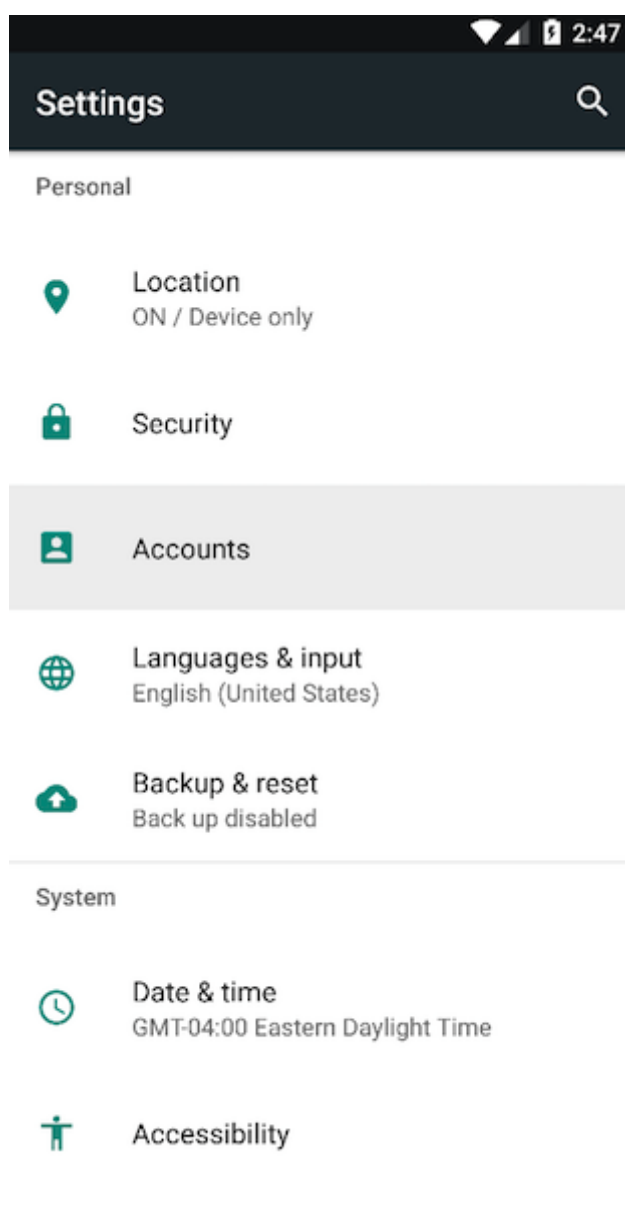 2:47
Settings
Personal
Location
ON / Device only
Security
Accounts
Languages & input
English (United States)
Backup & reset
Back up disabled
System
Date & time
GMT-04:00 Eastern Daylight Time
Accessibility